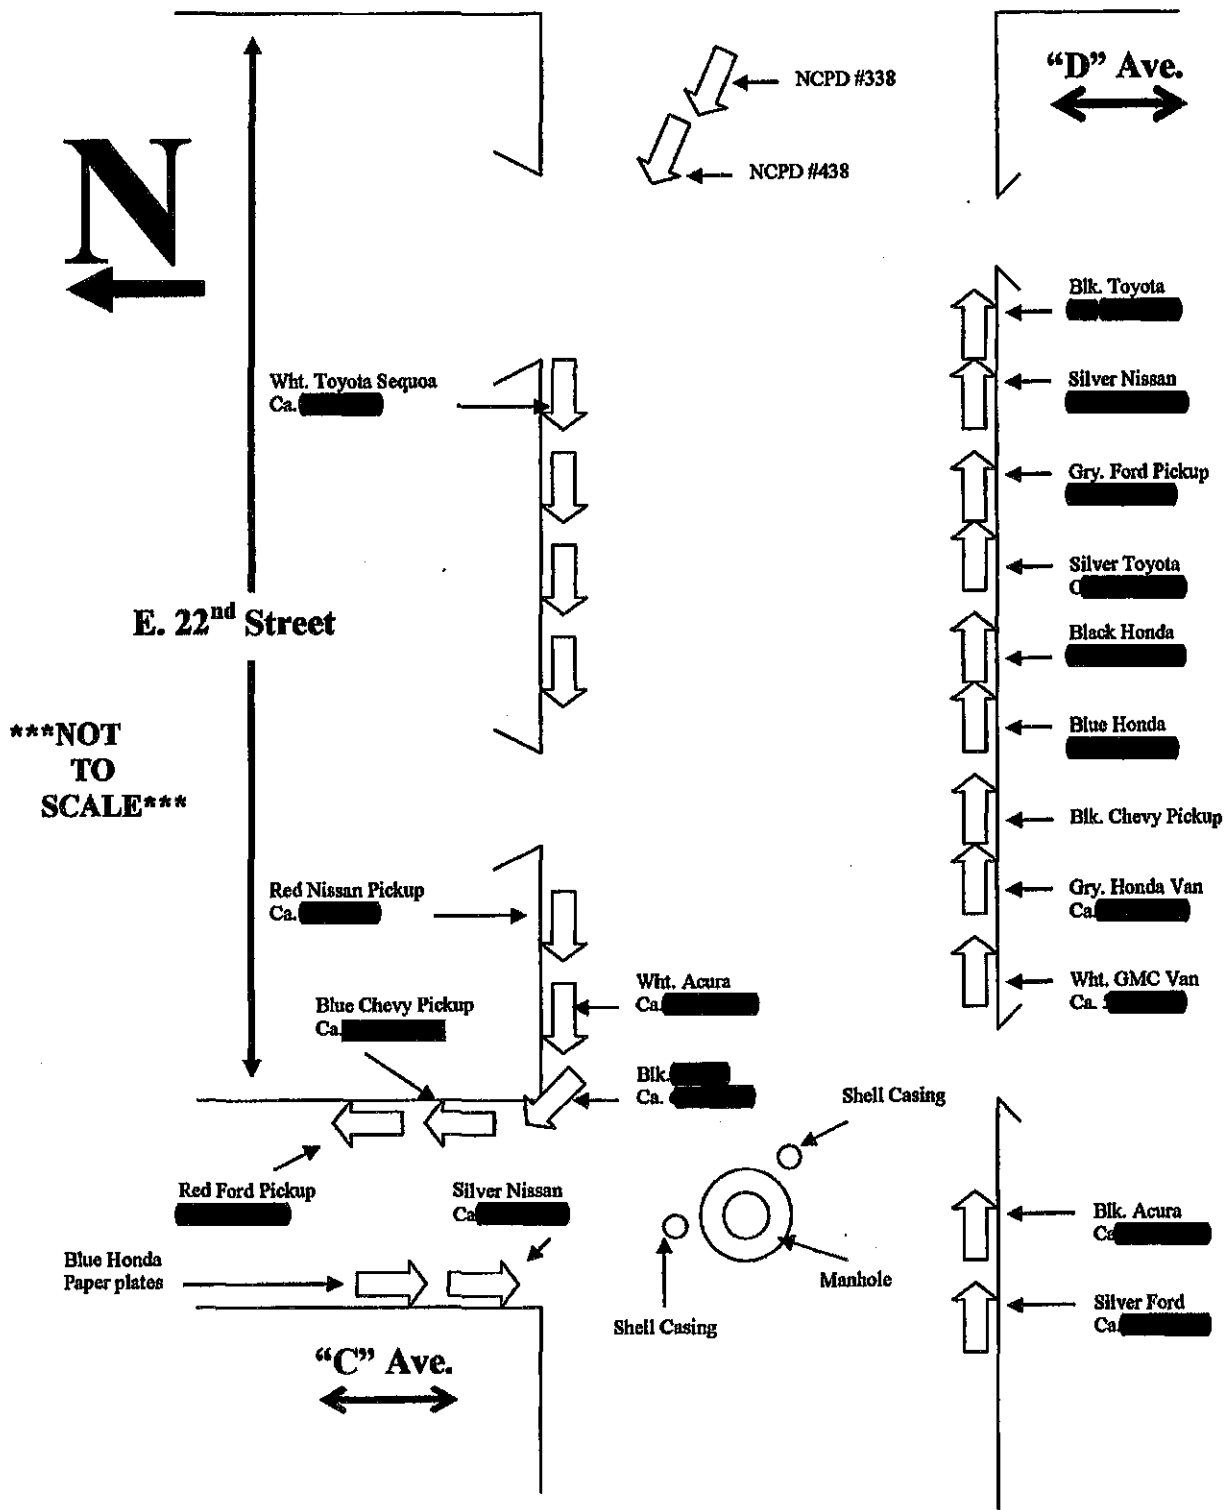 "D" Ave.
NCPD #338
NCPD #438
N
Blk. Toyota
Wht. Toyota Sequoa
Ca.
Silver Nissan
Gry. Ford Pickup
Silver Toyota
C
E. 22nd Street
Black Honda
Blue Honda
***NOT
TO
SCALE***
Blk. Chevy Pickup
Red Nissan Pickup
Ca.
Gry. Honda Van
Ca.
Wht. Acura
Ca.
Wht. GMC Van
Ca.
Blue Chevy Pickup
Ca.
Blk.
Ca.
Shell Casing
Red Ford Pickup
Silver Nissan
Ca
Blk. Acura
Ca
Blue Honda
Paper plates
Manhole
Silver Ford
Ca.
Shell Casing
"C" Ave.